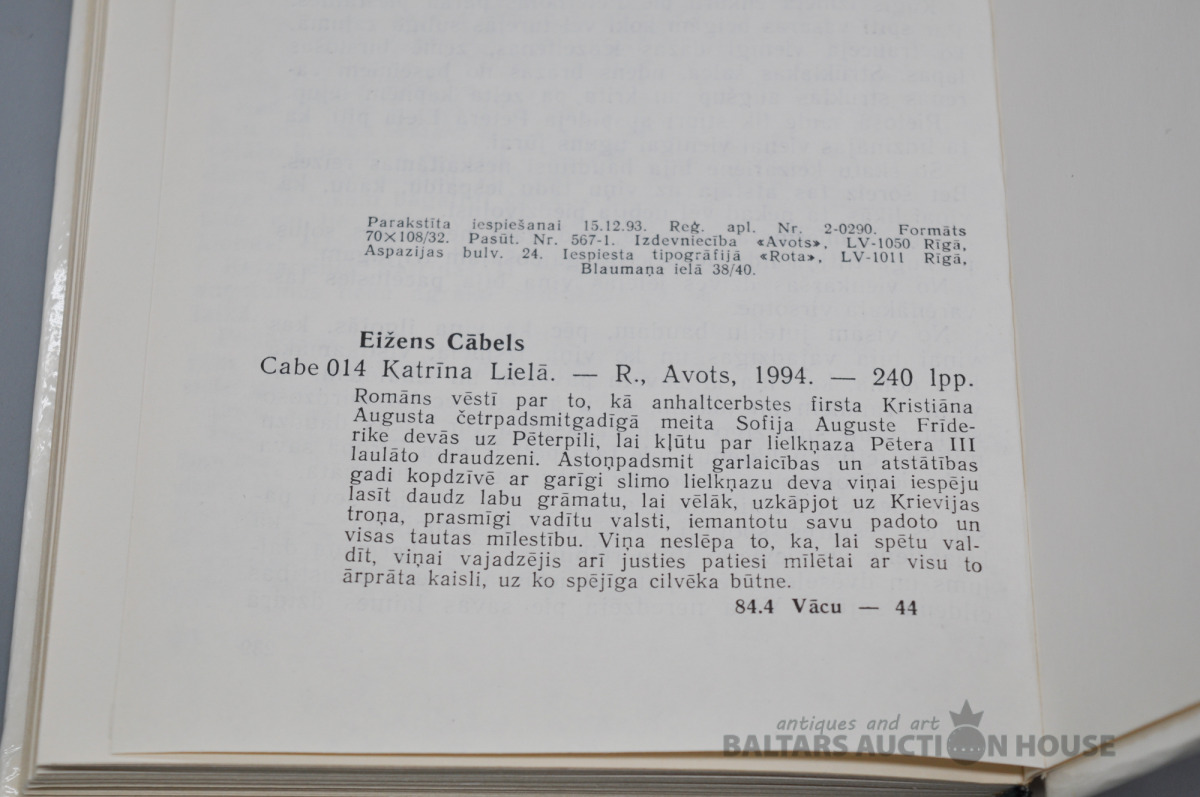 Parakstīta iespiešanai 15.12.93. Reģ. apl. Nr. 2-0290. Formāts
70×108/32. Pasūt. Nr. 567-1. Izdevniecība «Avots», LV-1050 Rīgā,
Aspazijas bulv. 24. Iespiesta tipogrāfijā «Rota», LV-1011 Rīgā,
Blaumaņa ielā 38/40.
Eižens Cābels
Cabe 014 Katrīna Lielā. — R., Avots, 1994. — 240 lpp.
Romāns vēstī par to, kā anhaltcerbstes firsta Kristiāna
Augusta četrpadsmitgadīgā meita Sofija Auguste Frīde-
rike devās uz Pēterpili, lai kļūtu par lielkņaza Pētera III
laulāto draudzeni. Astoņpadsmit garlaicības un atstātības
gadi kopdzīvē ar garīgi slimo lielkņazu deva viņai iespēju
lasīt daudz labu grāmatu, lai vēlāk, uzkāpjot uz Krievijas
troņa, prasmīgi vadītu valsti, iemantotu savu padoto un
visas tautas mīlestību. Viņa neslēpa to, ka, lai spētu val-
dīt, viņai vajadzējis arī justies patiesi mīlētai ar visu to
ārprāta kaisli, uz ko spējīga cilvēka būtne.
84.4 Vācu — 44
antiques and art
BALTARS AUCTION HOUSE